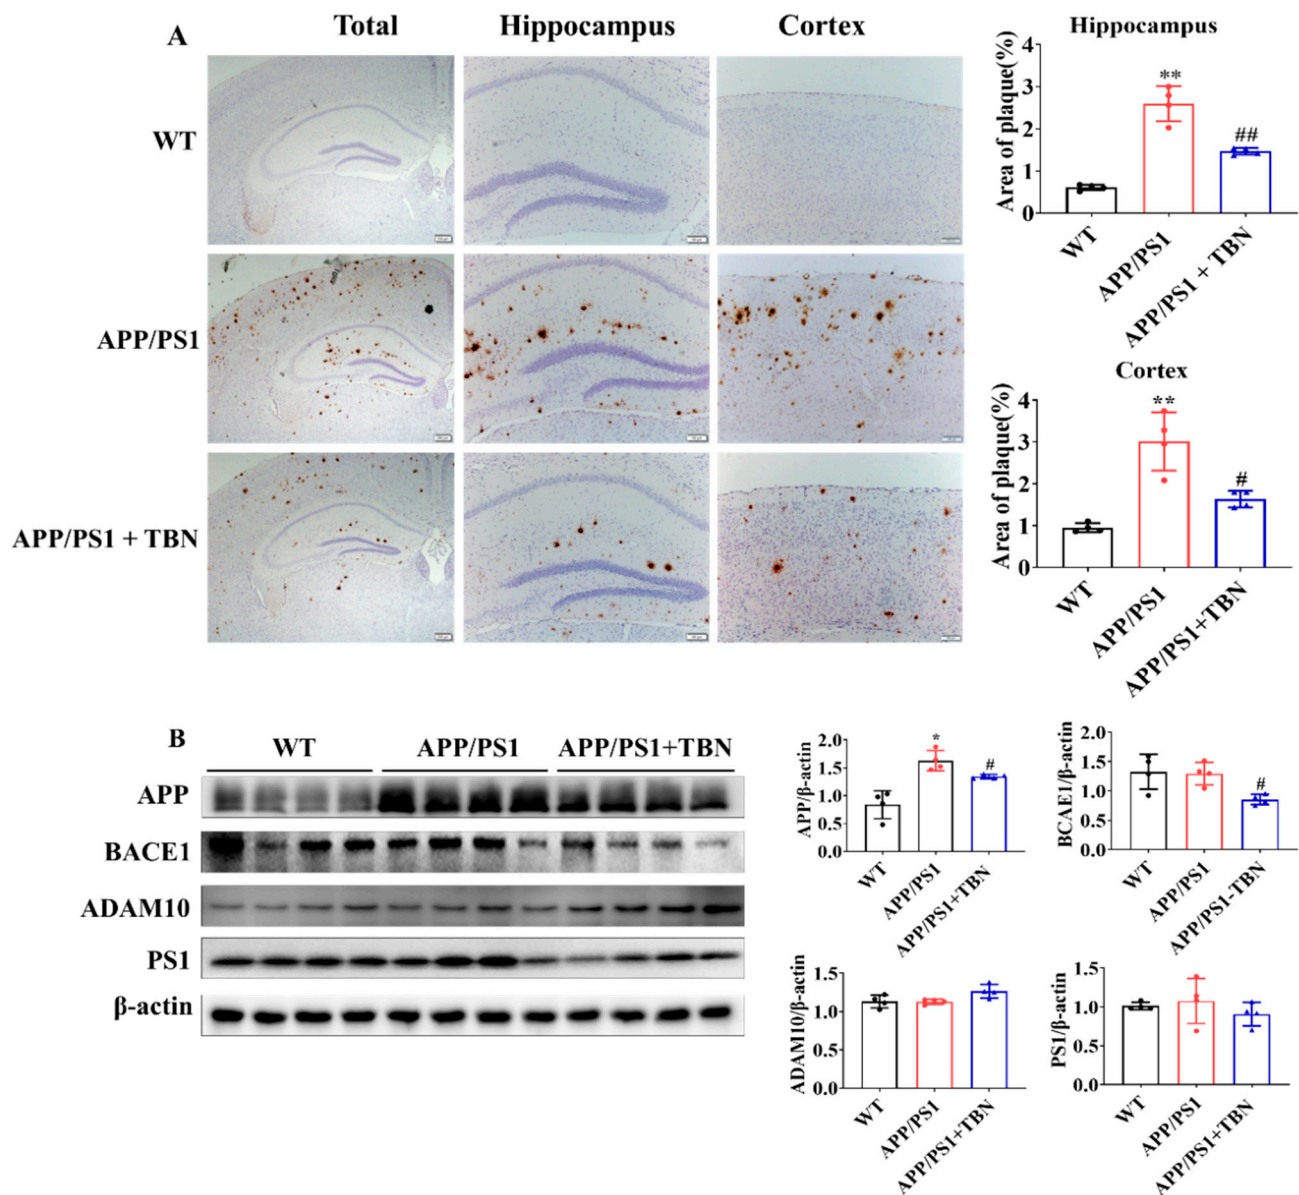 A
Total
Hippocampus
Cortex
WT
APP/PS1
APP/PS1 + TBN
Hippocampus
Area of plaque(%)
4
3
2
1
0
**
##
WT
APP/PS1
APP/PS1 + TBN
Cortex
Area of plaque(%)
4
3
2
1
0
**
#
WT
APP/PS1
APP/PS1+TBN
B
WT
APP/PS1
APP/PS1+TBN
APP
BACE1
ADAM10
PS1
β-actin
APP/β-actin
2.0
1.5
1.0
0.5
0.0
*
#
WT
APP/PS1
APP/PS1+TBN
BCAE1/β-actin
2.0
1.5
1.0
0.5
0.0
#
WT
APP/PS1
APP/PS1-TBN
ADAM10/β-actin
1.5
1.0
0.5
0.0
WT
APP/PS1
APP/PS1+TBN
PS1/β-actin
1.5
1.0
0.5
0.0
WT
APP/PS1
APP/PS1+TBN